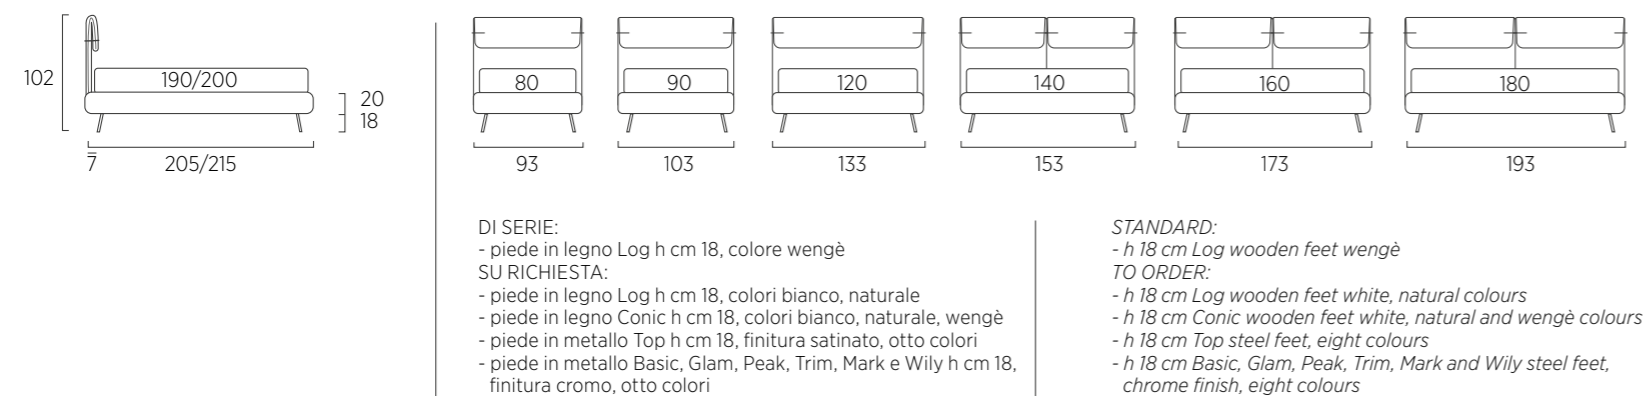 102
190/200
20
18
7
205/215
80
90
120
140
160
180
93
103
133
153
173
193
DI SERIE:
- piede in legno Log h cm 18, colore wengè
SU RICHIESTA:
- piede in legno Log h cm 18, colori bianco, naturale
- piede in legno Conic h cm 18, colori bianco, naturale, wengè
- piede in metallo Top h cm 18, finitura satinato, otto colori
- piede in metallo Basic, Glam, Peak, Trim, Mark e Wily h cm 18,
finitura cromo, otto colori
STANDARD:
- h 18 cm Log wooden feet wengè
TO ORDER:
- h 18 cm Log wooden feet white, natural colours
- h 18 cm Conic wooden feet white, natural and wengè colours
- h 18 cm Top steel feet, eight colours
- h 18 cm Basic, Glam, Peak, Trim, Mark and Wily steel feet,
chrome finish, eight colours